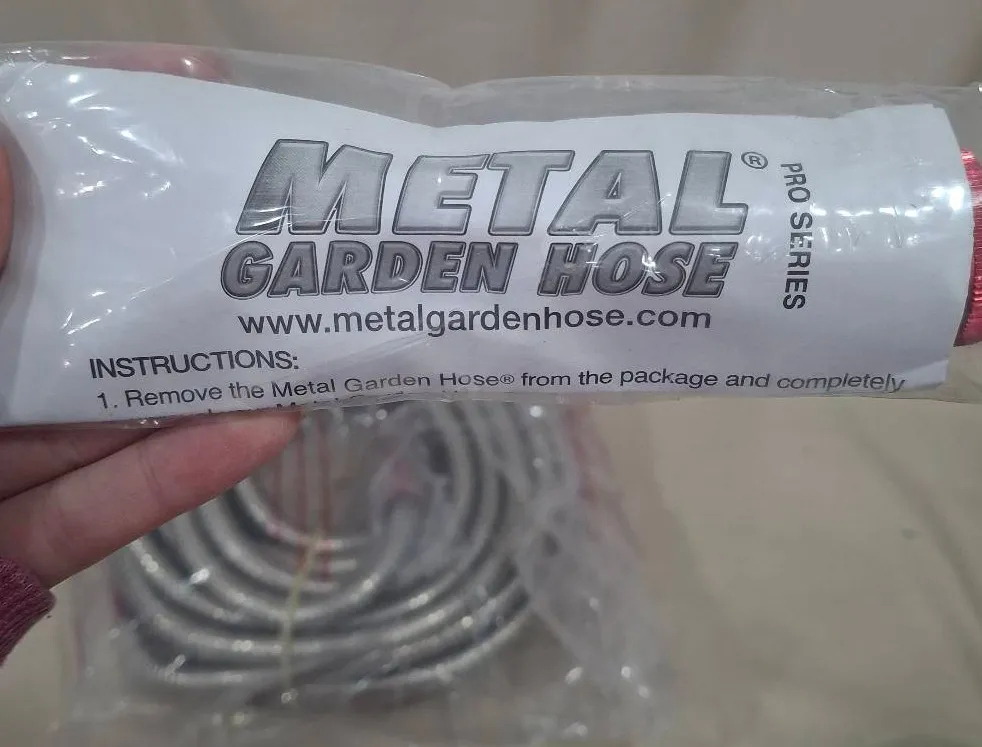 METAL®
GARDEN HOSE
PRO SERIES
www.metalgardenhose.com
INSTRUCTIONS:
1. Remove the Metal Garden Hose® from the package and completely